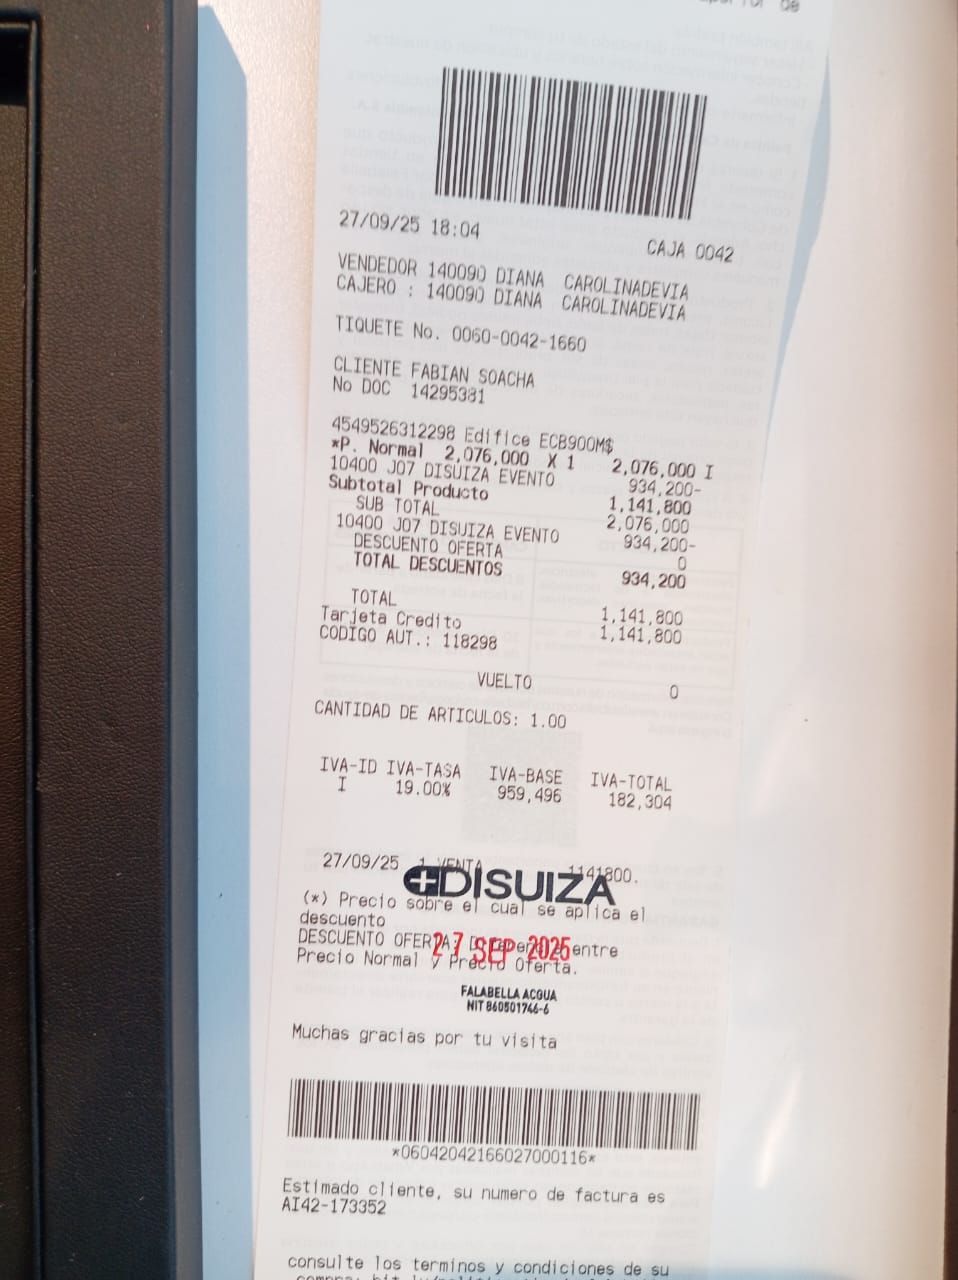 de
27/09/25 18:04
CAJA 0042
VENDEDOR 140090 DIANA CAROLINADEVIA
CAJERO : 140090 DIANA CAROLINADEVIA
TIQUETE No. 0060-0042-1660
CLIENTE FABIAN SOACHA
No DOC 14295381
4549526312298 Edifice ECB900M$
*P. Normal 2,076,000 X 1 2,076,000 I
10400 J07 DISUIZA EVENTO 934,200-
Subtotal Producto 1,141,800
SUB TOTAL 2,076,000
10400 J07 DISUIZA EVENTO 934,200-
DESCUENTO OFERTA 0
TOTAL DESCUENTOS 934,200
TOTAL 1,141,800
Tarjeta Credito 1,141,800
CODIGO AUT.: 118298
VUELTO 0
CANTIDAD DE ARTICULOS: 1.00
IVA-ID IVA-TASA IVA-BASE IVA-TOTAL
I 19.00% 959,496 182,304
27/09/25 1 VENTA 1141800.
DISUIZA
(*) Precio sobre el cual se aplica el
descuento
DESCUENTO OFERTA: entre
27 SEP 2025
Precio Normal y Precio Oferta.
FALABELLA ACQUA
NIT 860501746-6
Muchas gracias por tu visita
*06042042166027000116*
Estimado cliente, su numero de factura es
AI42-173352
consulte los terminos y condiciones de su